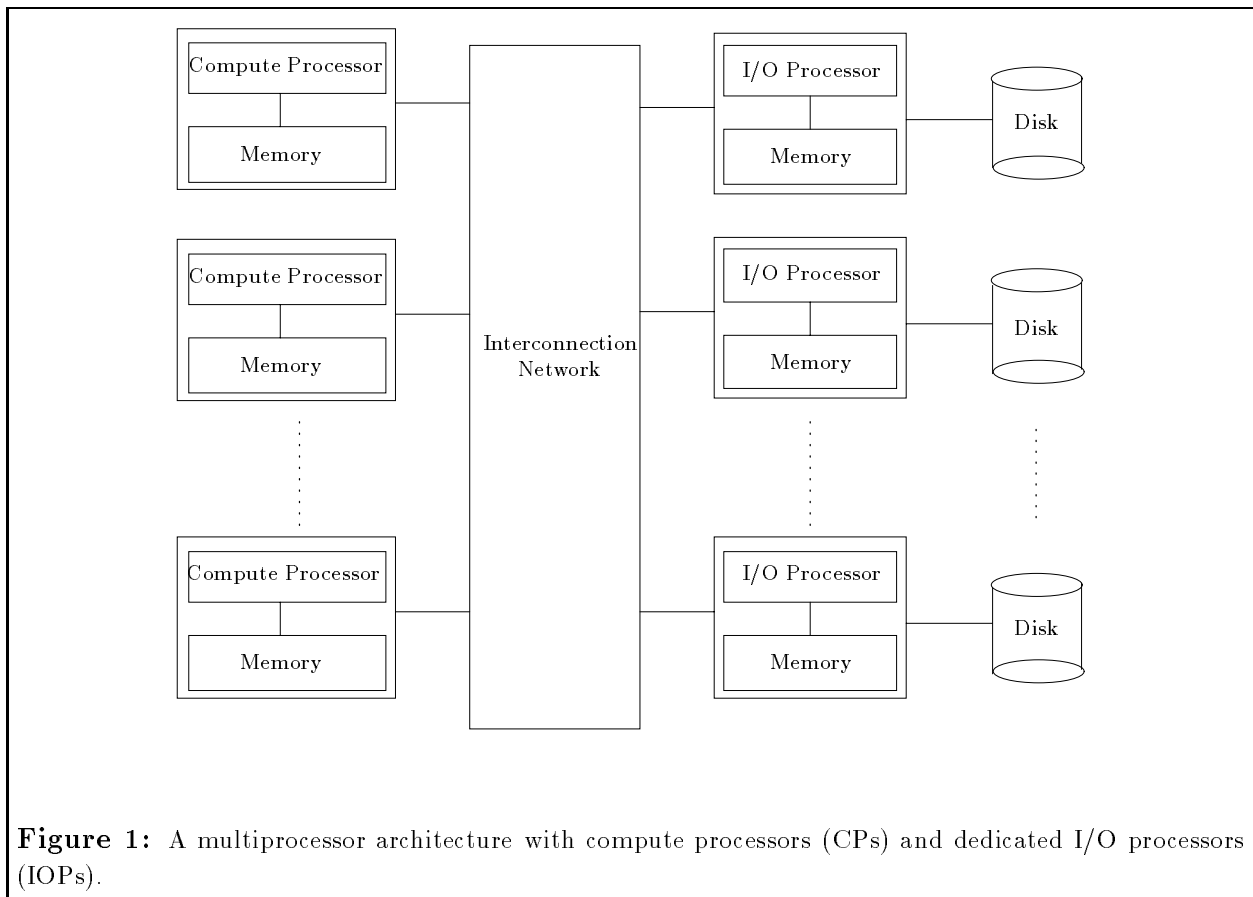 Compute Processor
Memory
I/O Processor
Memory
Disk
Compute Processor
Memory
I/O Processor
Memory
Disk
Interconnection
Network
Compute Processor
Memory
I/O Processor
Memory
Disk
Figure 1: A multiprocessor architecture with compute processors (CPs) and dedicated I/O processors
(IOPs).